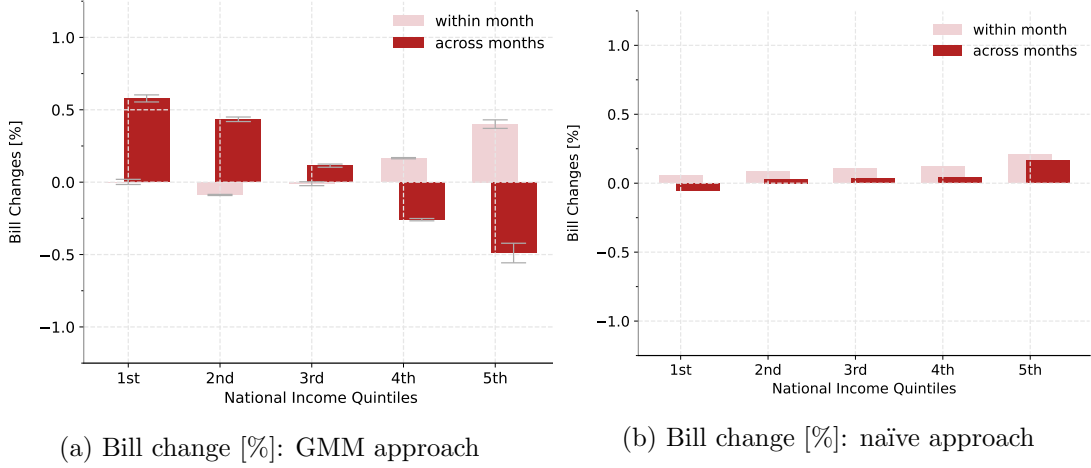 within month
across months
1.0
0.5
0.0
−0.5
−1.0
Bill Changes [%]
1st 2nd 3rd 4th 5th
National Income Quintiles
(a) Bill change [%]: GMM approach
within month
across months
1.0
0.5
0.0
−0.5
−1.0
Bill Changes [%]
1st 2nd 3rd 4th 5th
National Income Quintiles
(b) Bill change [%]: naïve approach